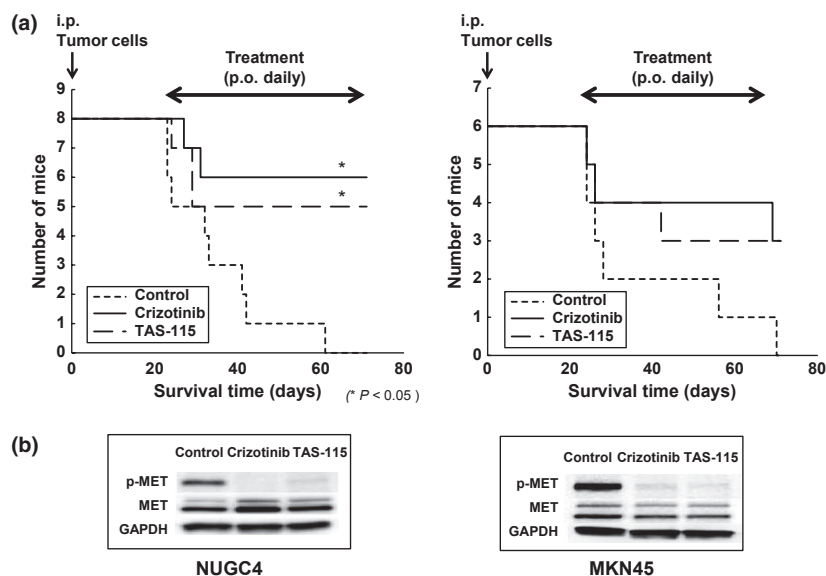 (a)
i.p.
Tumor cells
Treatment
(p.o. daily)
Number of mice
9
8
7
6
5
4
3
2
1
0
*
*
Control
Crizotinib
TAS-115
0 20 40 60 80
Survival time (days)
(* P < 0.05 )
i.p.
Tumor cells
Treatment
(p.o. daily)
Number of mice
7
6
5
4
3
2
1
0
Control
Crizotinib
TAS-115
0 20 40 60 80
Survival time (days)
(b)
Control Crizotinib TAS-115
p-MET
MET
GAPDH
NUGC4
Control Crizotinib TAS-115
p-MET
MET
GAPDH
MKN45